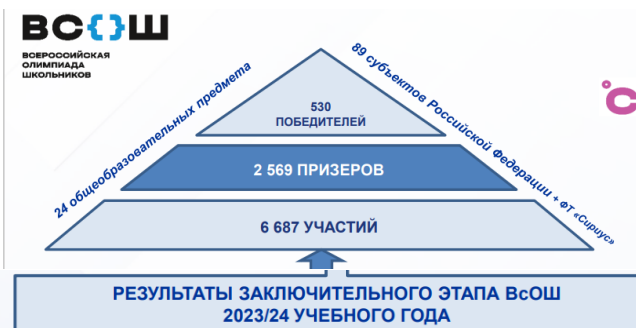 ВС{}Ш
ВСЕРОССИЙСКАЯ
ОЛИМПИАДА
ШКОЛЬНИКОВ
24 общеобразовательных предмета
89 субъектов Российской Федерации + ФТ «Сириус»
530
ПОБЕДИТЕЛЕЙ
2 569 ПРИЗЕРОВ
6 687 УЧАСТИЙ
°C
РЕЗУЛЬТАТЫ ЗАКЛЮЧИТЕЛЬНОГО ЭТАПА ВсОШ
2023/24 УЧЕБНОГО ГОДА